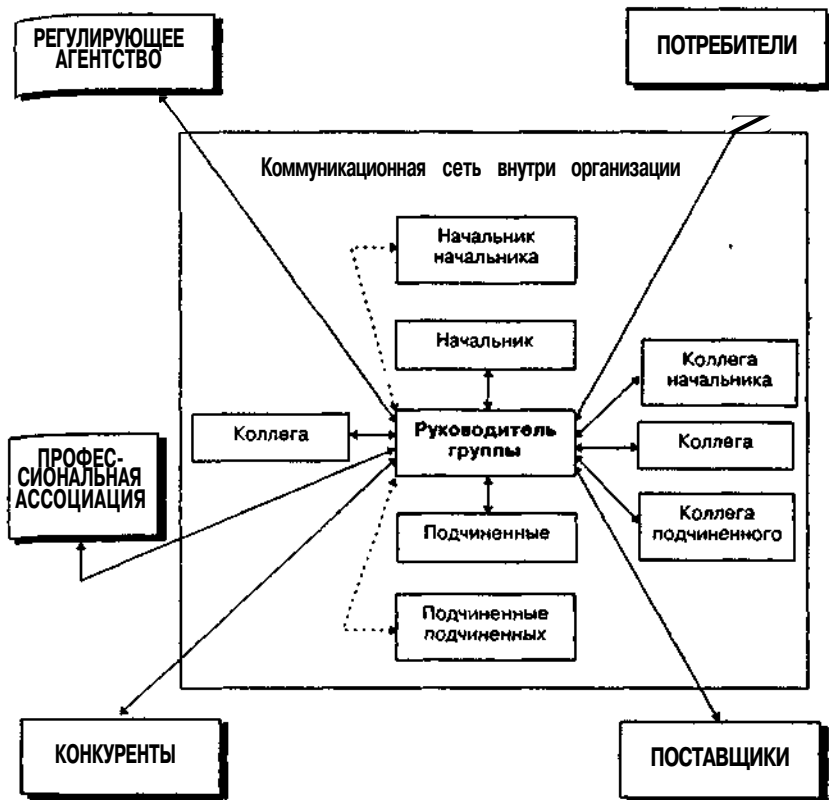 РЕГУЛИРУЮЩЕЕ
АГЕНТСТВО
ПОТРЕБИТЕЛИ
Коммуникационная сеть внутри организации
Начальник
начальника
Начальник
Коллега
начальника
Коллега
Руководитель
группы
Коллега
ПРОФЕС-
СИОНАЛЬНАЯ
АССОЦИАЦИЯ
Подчиненные
Коллега
подчиненного
Подчиненные
подчиненных
КОНКУРЕНТЫ
ПОСТАВЩИКИ